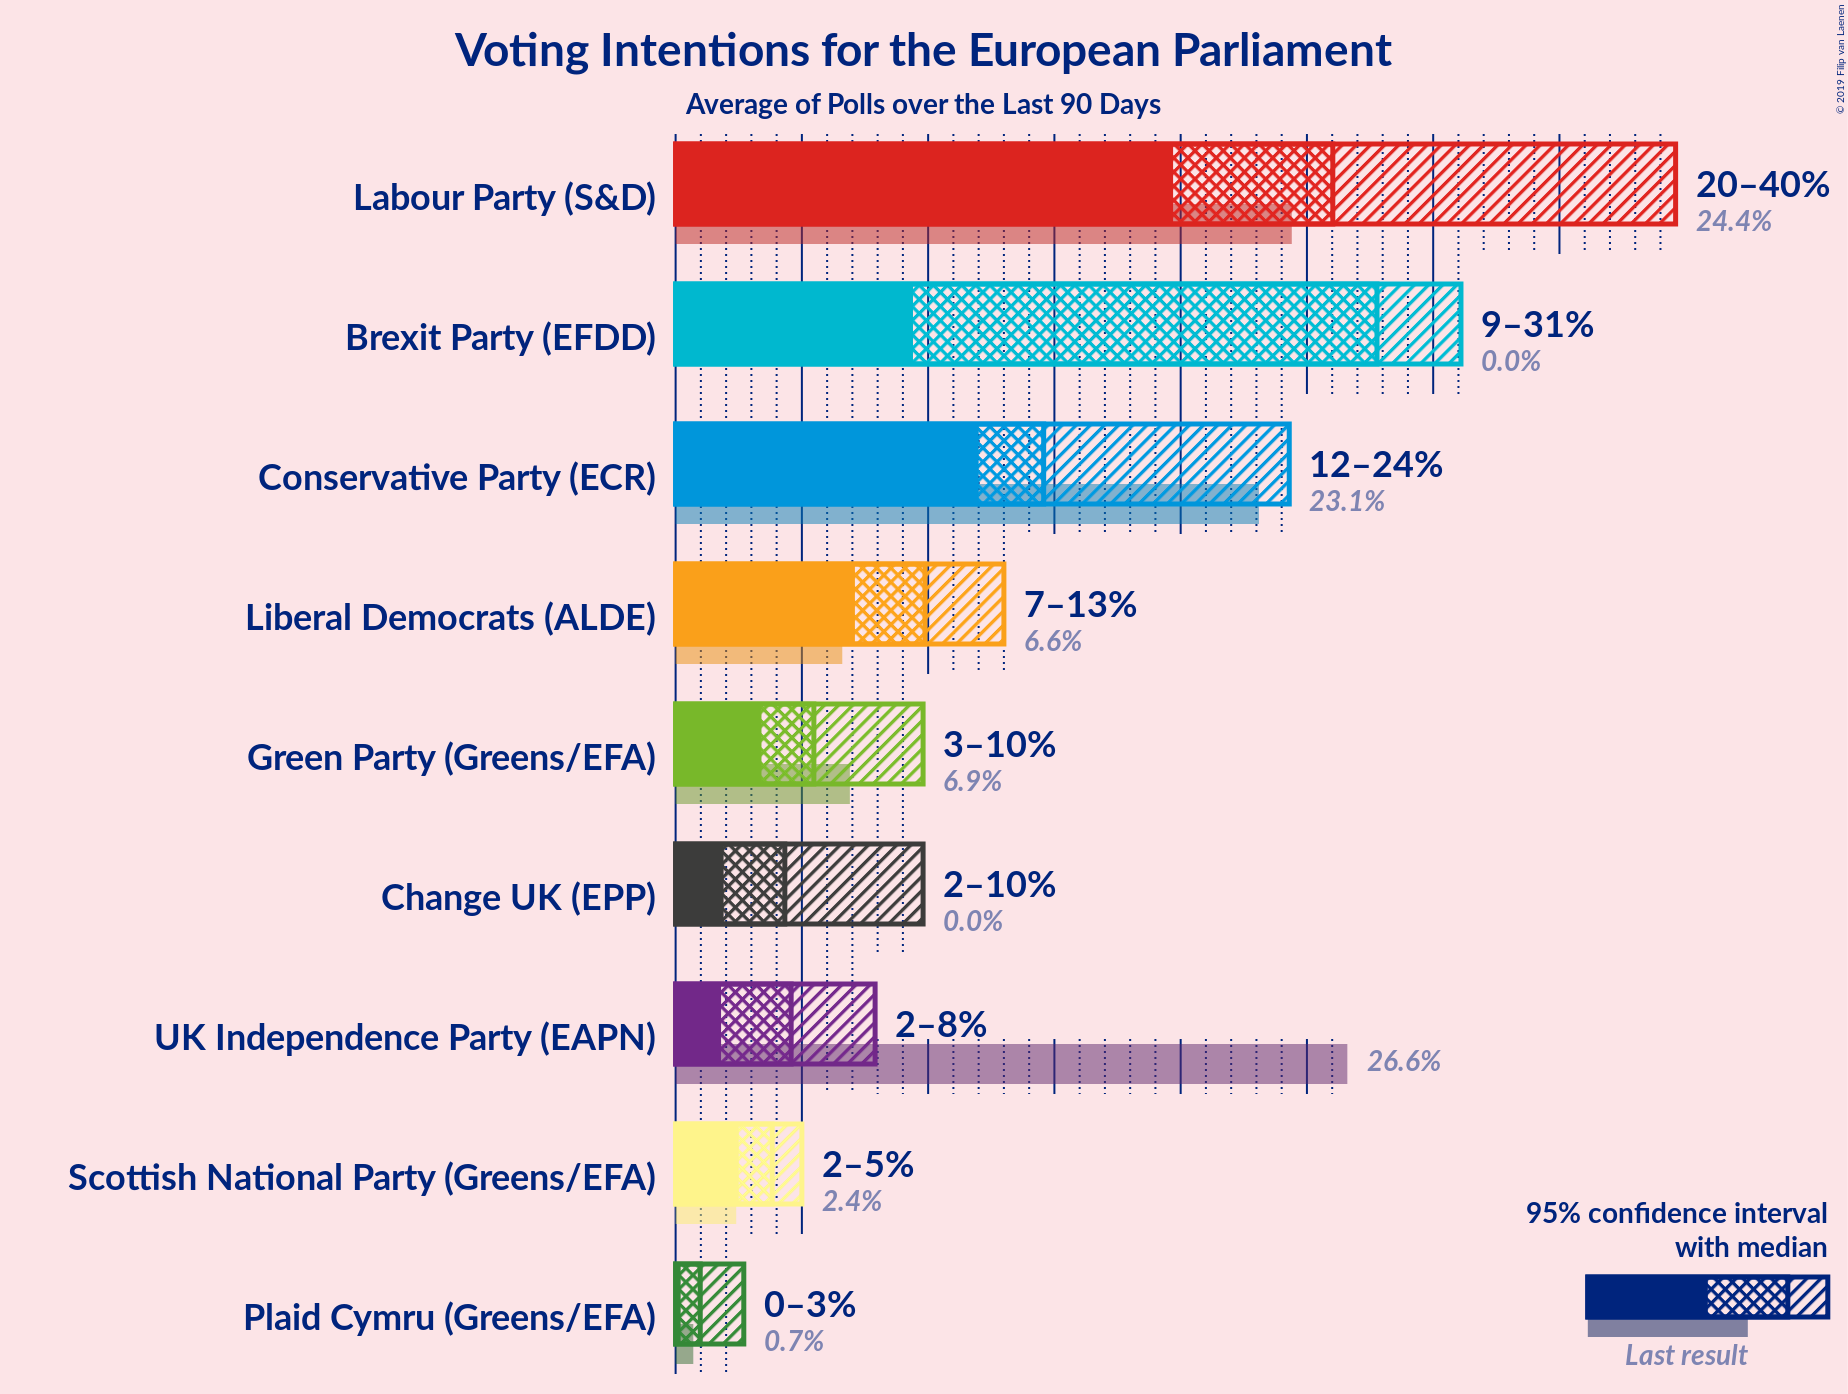 Voting Intentions for the European Parliament
Average of Polls over the Last 90 Days
© 2019 Filip van Laenen
Labour Party (S&D)
20–40%
24.4%
Brexit Party (EFDD)
9–31%
0.0%
Conservative Party (ECR)
12–24%
23.1%
Liberal Democrats (ALDE)
7–13%
6.6%
Green Party (Greens/EFA)
3–10%
6.9%
Change UK (EPP)
2–10%
0.0%
UK Independence Party (EAPN)
2–8%
26.6%
Scottish National Party (Greens/EFA)
2–5%
2.4%
Plaid Cymru (Greens/EFA)
0–3%
0.7%
95% confidence interval
with median
Last result